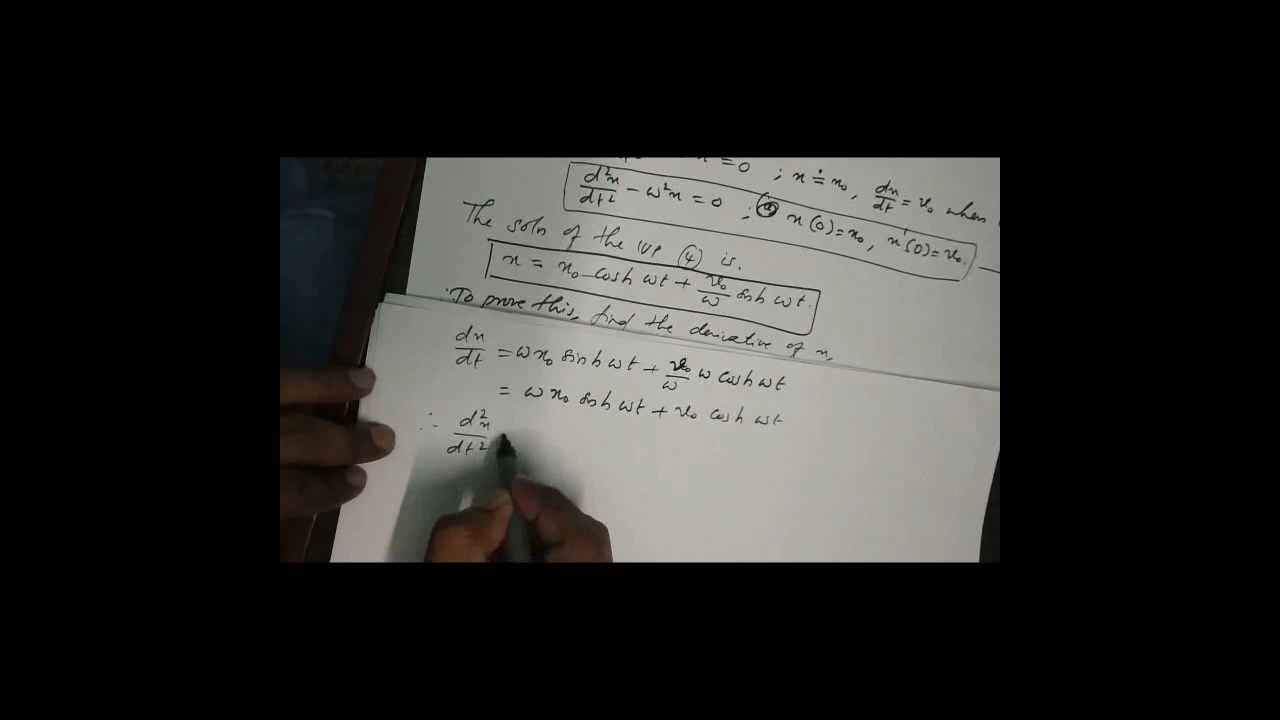 x = 0 ; x = x₀, dx/dt = v₀ when
d²x/dt² - ω²x = 0 ; x(0) = x₀, x'(0) = v₀.
The soln of the IVP (4) is.
x = x₀ cosh ωt + v₀/ω sinh ωt.
To prove this, find the derivative of x,
dx/dt = ωx₀ sinh ωt + v₀/ω ω cosh ωt
= ω x₀ sinh ωt + v₀ cosh ωt
∴ d²x/dt²